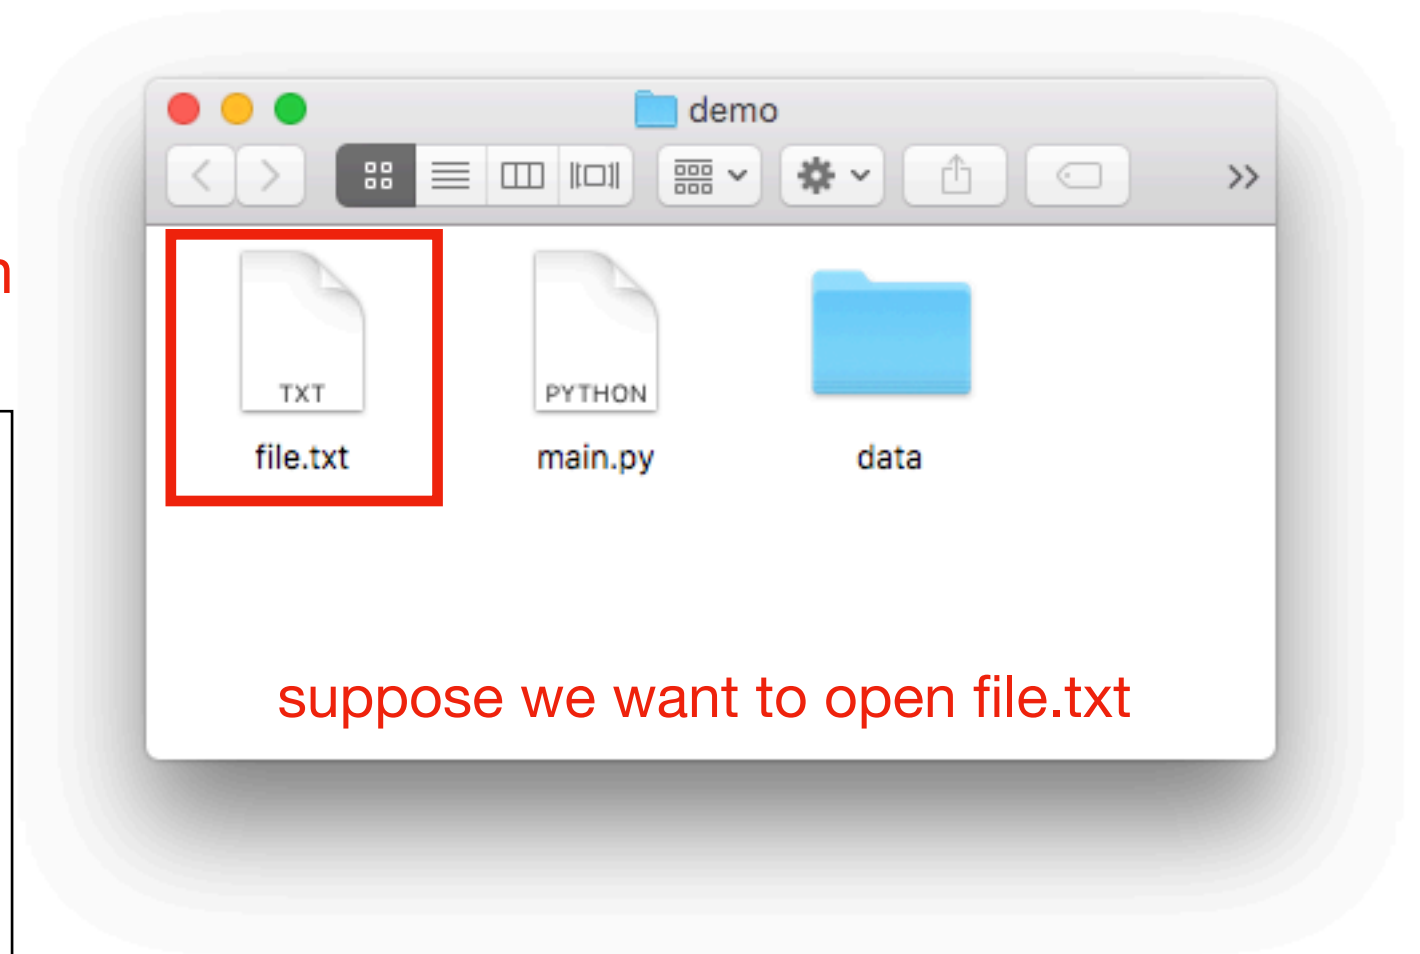 demo
TXT
PYTHON
file.txt
main.py
data
suppose we want to open file.txt